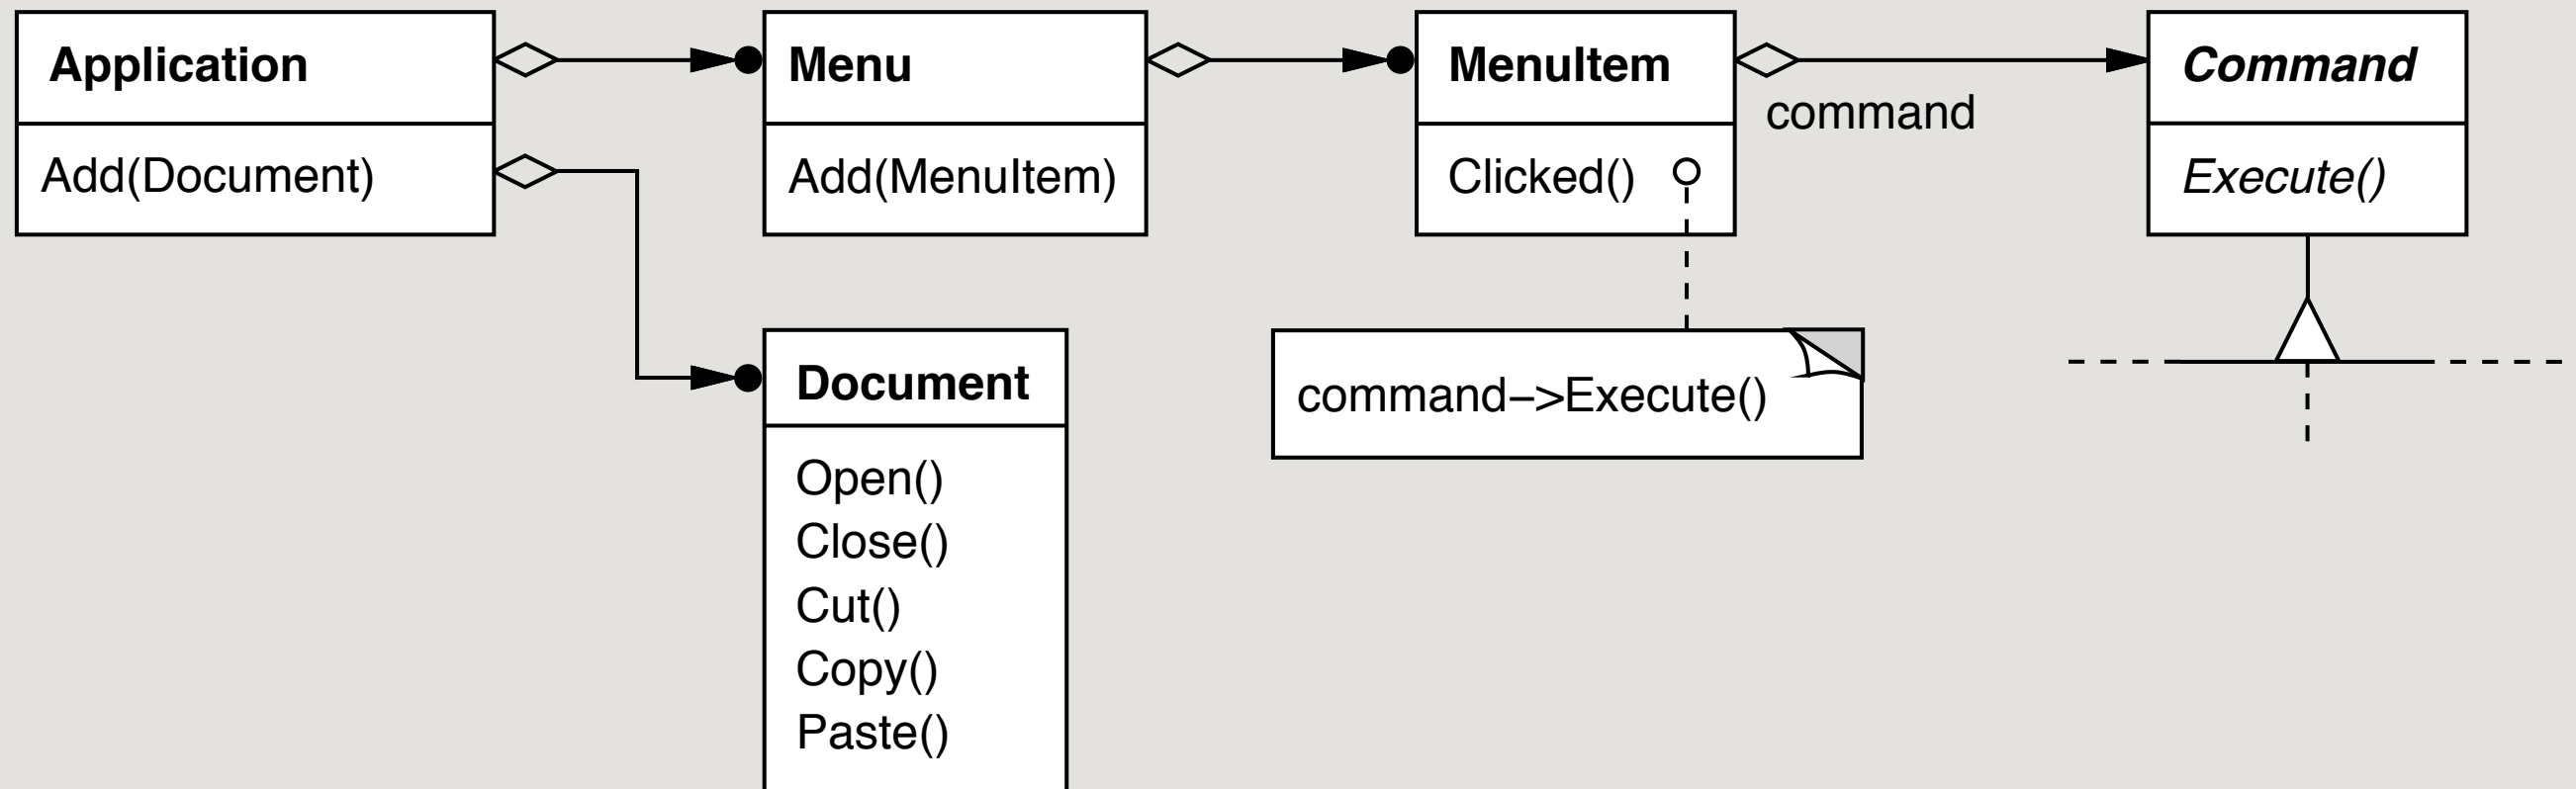 Application
Add(Document)
Menu
Add(MenuItem)
MenuItem
Clicked()
command
Command
Execute()
command–>Execute()
Document
Open()
Close()
Cut()
Copy()
Paste()